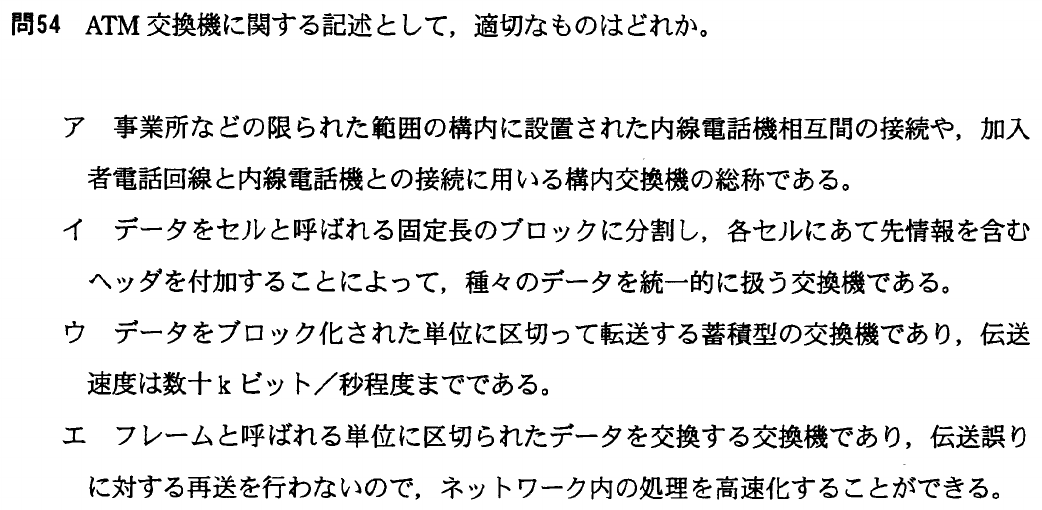 問54 ATM 交換機に関する記述として，適切なものはどれか。
ア 事業所などの限られた範囲の構内に設置された内線電話機相互間の接続や，加入
者電話回線と内線電話機との接続に用いる構内交換機の総称である。
イ データをセルと呼ばれる固定長のブロックに分割し，各セルにあて先情報を含む
ヘッダを付加することによって，種々のデータを統一的に扱う交換機である。
ウ データをブロック化された単位に区切って転送する蓄積型の交換機であり，伝送
速度は数十 k ビット／秒程度までである。
エ フレームと呼ばれる単位に区切られたデータを交換する交換機であり，伝送誤り
に対する再送を行わないので，ネットワーク内の処理を高速化することができる。